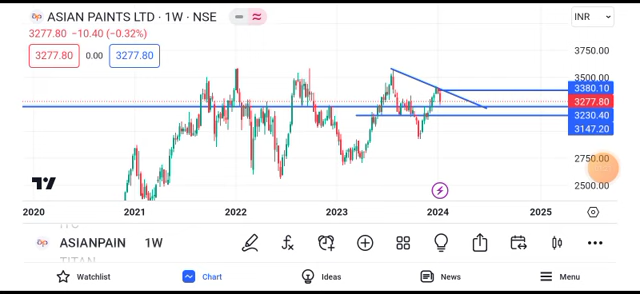 ASIAN PAINTS LTD · 1W · NSE
INR
3277.80 −10.40 (−0.32%)
3277.80 0.00 3277.80
3750.00
3500.00
3380.10
3277.80
3230.40
3147.20
2750.00
2500.00
2020 2021 2022 2023 2024 2025
ASIANPAIN 1W
TITAN
Watchlist Chart Ideas News Menu